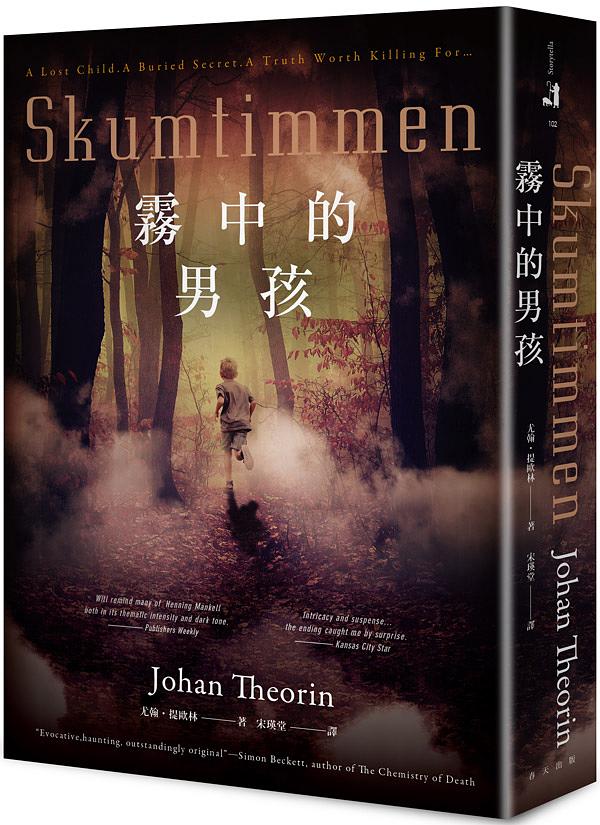 A Lost Child.A Buried Secret.A Truth Worth Killing For...
Skumtimmen
霧中的
男孩
Will remind many of Henning Mankell
both in its thematic intensity and dark tone.
——Publishers Weekly
Intricacy and suspense...
the ending caught me by surprise.
——Kansas City Star
Johan Theorin
尤翰・提歐林——著 宋瑛堂——譯
"Evocative,haunting, outstandingly original"—Simon Beckett, author of The Chemistry of Death
Storytella
102
霧中的男孩
Skumtimmen
尤翰・提歐林——著 宋瑛堂——譯
Johan Theorin
春天出版